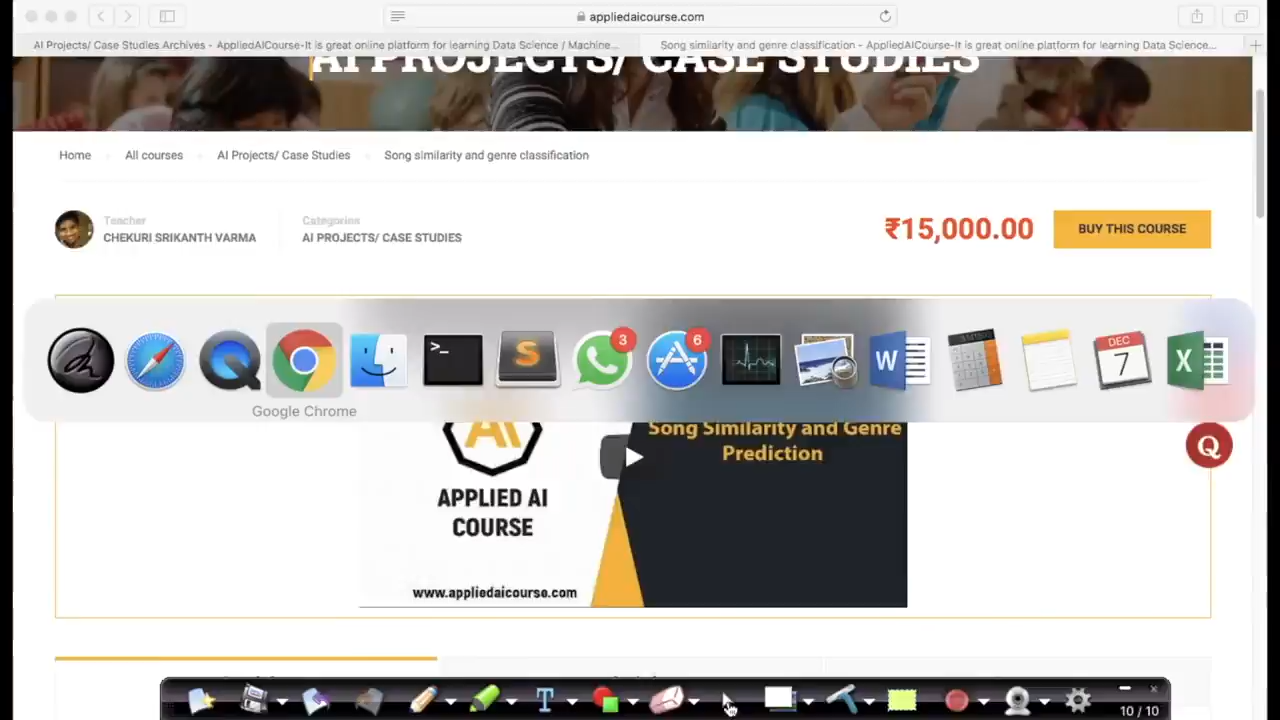 appliedaicourse.com
AI Projects/ Case Studies Archives - AppliedAICourse-It is great online platform for learning Data Science / Machine...
Song similarity and genre classification - AppliedAICourse-It is great online platform for learning Data Science...
AI PROJECTS/ CASE STUDIES
Home
All courses
AI Projects/ Case Studies
Song similarity and genre classification
Teacher
CHEKURI SRIKANTH VARMA
Categories
AI PROJECTS/ CASE STUDIES
₹15,000.00
BUY THIS COURSE
3
6
DEC
7
Google Chrome
Song Similarity and Genre
Prediction
Q
APPLIED AI
COURSE
www.appliedaicourse.com
10 / 10